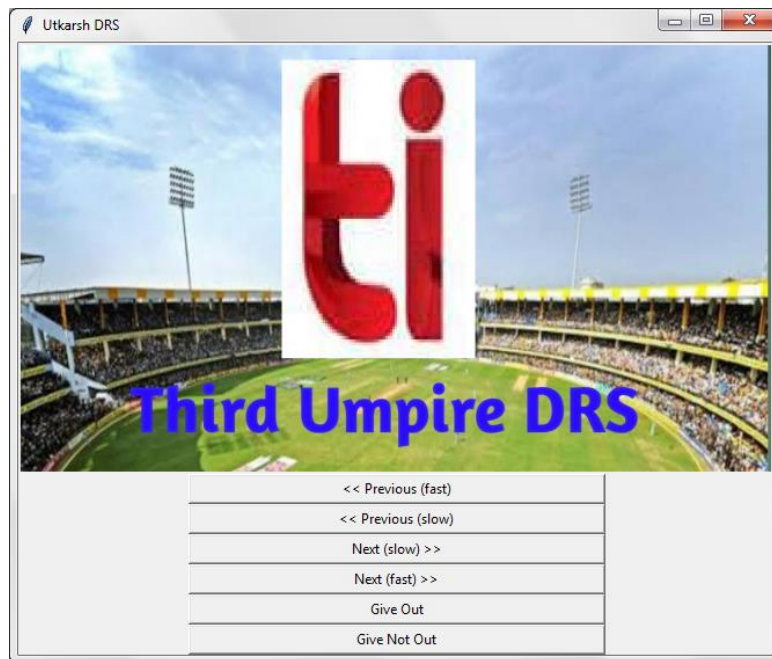 Utkarsh DRS
ti
Third Umpire DRS
<< Previous (fast)
<< Previous (slow)
Next (slow) >>
Next (fast) >>
Give Out
Give Not Out